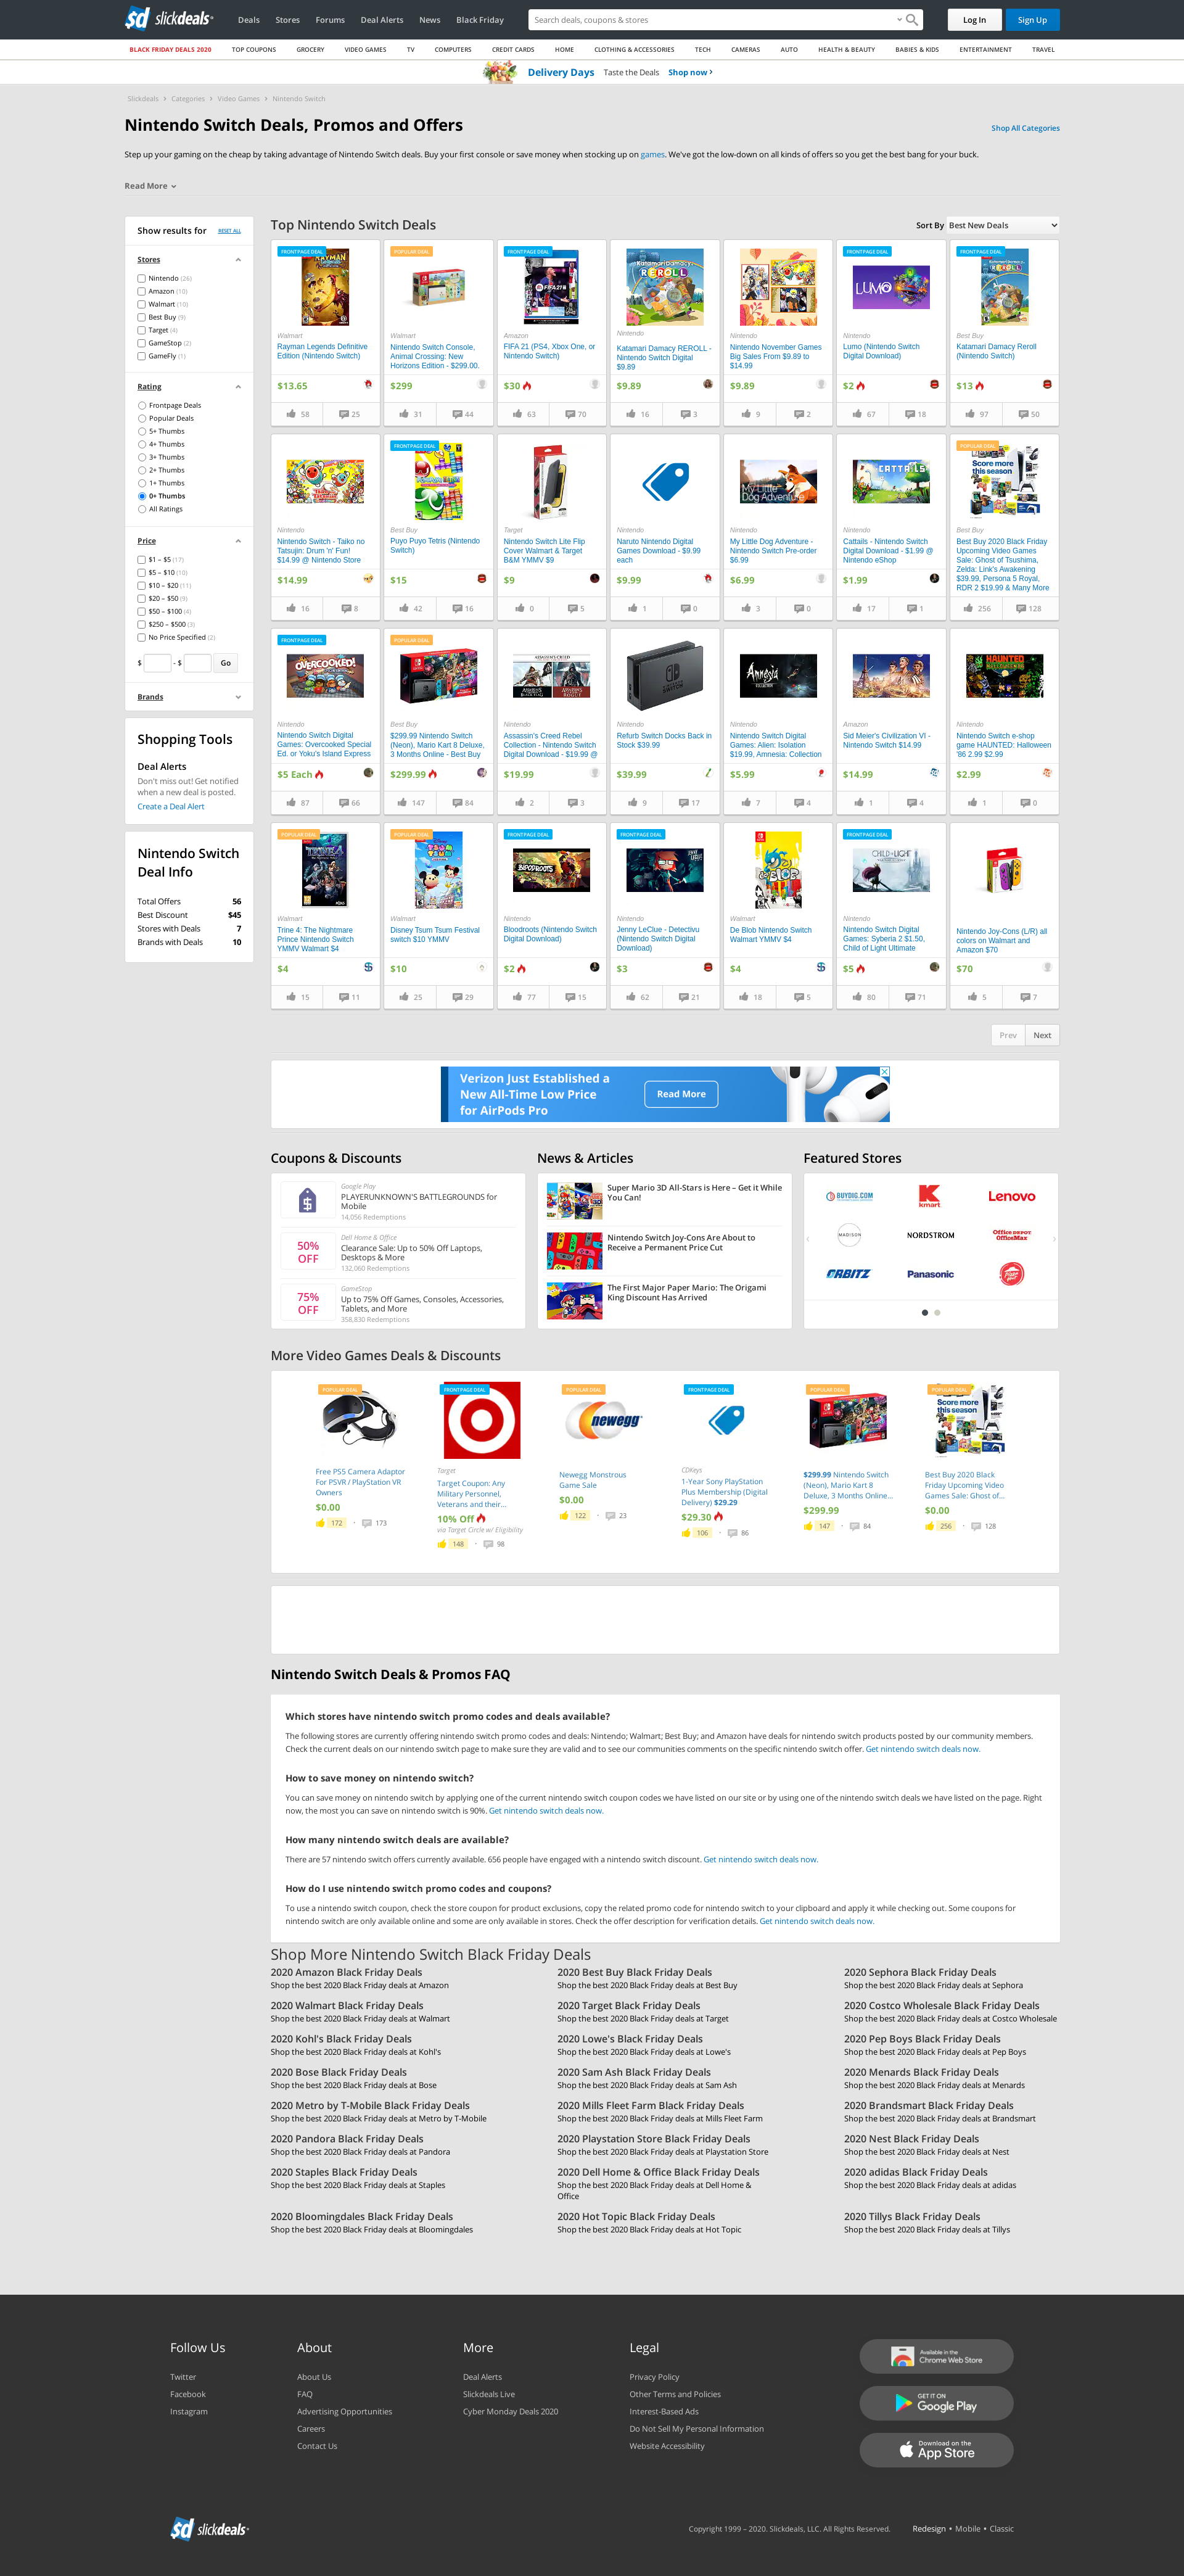 sd slickdeals
Deals Stores Forums Deal Alerts News Black Friday
Search deals, coupons & stores
Log In Sign Up
BLACK FRIDAY DEALS 2020 TOP COUPONS GROCERY VIDEO GAMES TV COMPUTERS CREDIT CARDS HOME CLOTHING & ACCESSORIES TECH CAMERAS AUTO HEALTH & BEAUTY BABIES & KIDS ENTERTAINMENT TRAVEL
Delivery Days Taste the Deals Shop now ›
Slickdeals › Categories › Video Games › Nintendo Switch
Nintendo Switch Deals, Promos and Offers
Shop All Categories
Step up your gaming on the cheap by taking advantage of Nintendo Switch deals. Buy your first console or save money when stocking up on games. We've got the low-down on all kinds of offers so you get the best bang for your buck.
Read More
Show results for RESET ALL
Stores
Nintendo (26)
Amazon (10)
Walmart (10)
Best Buy (9)
Target (4)
GameStop (2)
GameFly (1)
Rating
Frontpage Deals
Popular Deals
5+ Thumbs
4+ Thumbs
3+ Thumbs
2+ Thumbs
1+ Thumbs
0+ Thumbs
All Ratings
Price
$1 – $5 (17)
$5 – $10 (10)
$10 – $20 (11)
$20 – $50 (9)
$50 – $100 (4)
$250 – $500 (3)
No Price Specified (2)
$ - $ Go
Brands
Shopping Tools
Deal Alerts
Don't miss out! Get notified
when a new deal is posted.
Create a Deal Alert
Nintendo Switch
Deal Info
Total Offers 56
Best Discount $45
Stores with Deals 7
Brands with Deals 10
Top Nintendo Switch Deals
Sort By Best New Deals
FRONTPAGE DEAL
Walmart
Rayman Legends Definitive
Edition (Nintendo Switch)
$13.65
58 25
POPULAR DEAL
Walmart
Nintendo Switch Console,
Animal Crossing: New
Horizons Edition - $299.00.
$299
31 44
FRONTPAGE DEAL
FIFA 21
Amazon
FIFA 21 (PS4, Xbox One, or
Nintendo Switch)
$30
63 70
Katamari Damacy
REROLL
Nintendo
Katamari Damacy REROLL -
Nintendo Switch Digital
$9.89
$9.89
16 3
Nintendo
Nintendo November Games
Big Sales From $9.89 to
$14.99
$9.89
9 2
FRONTPAGE DEAL
LUMO
Nintendo
Lumo (Nintendo Switch
Digital Download)
$2
67 18
FRONTPAGE DEAL
REROLL
Best Buy
Katamari Damacy Reroll
(Nintendo Switch)
$13
97 50
Nintendo
Nintendo Switch - Taiko no
Tatsujin: Drum 'n' Fun!
$14.99 @ Nintendo Store
$14.99
16 8
FRONTPAGE DEAL
Best Buy
Puyo Puyo Tetris (Nintendo
Switch)
$15
42 16
Target
Nintendo Switch Lite Flip
Cover Walmart & Target
B&M YMMV $9
$9
0 5
Nintendo
Naruto Nintendo Digital
Games Download - $9.99
each
$9.99
1 0
My Little
Dog Adventure
Nintendo
My Little Dog Adventure -
Nintendo Switch Pre-order
$6.99
$6.99
3 0
CATTAILS
Nintendo
Cattails - Nintendo Switch
Digital Download - $1.99 @
Nintendo eShop
$1.99
17 1
POPULAR DEAL
Score more
this season
Best Buy
Best Buy 2020 Black Friday
Upcoming Video Games
Sale: Ghost of Tsushima,
Zelda: Link's Awakening
$39.99, Persona 5 Royal,
RDR 2 $19.99 & Many More
256 128
FRONTPAGE DEAL
OVERCOOKED!
Nintendo
Nintendo Switch Digital
Games: Overcooked Special
Ed. or Yoku's Island Express
$5 Each
87 66
POPULAR DEAL
Best Buy
$299.99 Nintendo Switch
(Neon), Mario Kart 8 Deluxe,
3 Months Online - Best Buy
$299.99
147 84
Nintendo
Assassin's Creed Rebel
Collection - Nintendo Switch
Digital Download - $19.99 @
$19.99
2 3
Nintendo
Refurb Switch Docks Back in
Stock $39.99
$39.99
9 17
Amnesia
Nintendo
Nintendo Switch Digital
Games: Alien: Isolation
$19.99, Amnesia: Collection
$5.99
7 4
Amazon
Sid Meier's Civilization VI -
Nintendo Switch $14.99
$14.99
1 4
HAUNTED
Nintendo
Nintendo Switch e-shop
game HAUNTED: Halloween
'86 2.99 $2.99
$2.99
1 0
POPULAR DEAL
Walmart
Trine 4: The Nightmare
Prince Nintendo Switch
YMMV Walmart $4
$4
15 11
POPULAR DEAL
Walmart
Disney Tsum Tsum Festival
switch $10 YMMV
$10
25 29
FRONTPAGE DEAL
BLOODROOTS
Nintendo
Bloodroots (Nintendo Switch
Digital Download)
$2
77 15
FRONTPAGE DEAL
Nintendo
Jenny LeClue - Detectivu
(Nintendo Switch Digital
Download)
$3
62 21
Walmart
De Blob Nintendo Switch
Walmart YMMV $4
$4
18 5
FRONTPAGE DEAL
CHILD of LIGHT
Nintendo
Nintendo Switch Digital
Games: Syberia 2 $1.50,
Child of Light Ultimate
$5
80 71
Nintendo Joy-Cons (L/R) all
colors on Walmart and
Amazon $70
$70
5 7
Prev Next
Verizon Just Established a
New All-Time Low Price
for AirPods Pro
Read More
Coupons & Discounts
Google Play
PLAYERUNKNOWN'S BATTLEGROUNDS for
Mobile
14,056 Redemptions
50%
OFF
Dell Home & Office
Clearance Sale: Up to 50% Off Laptops,
Desktops & More
132,060 Redemptions
75%
OFF
GameStop
Up to 75% Off Games, Consoles, Accessories,
Tablets, and More
358,830 Redemptions
News & Articles
Super Mario 3D All-Stars is Here – Get it While
You Can!
Nintendo Switch Joy-Cons Are About to
Receive a Permanent Price Cut
The First Major Paper Mario: The Origami
King Discount Has Arrived
Featured Stores
BUYDIG.COM kmart Lenovo
MADISON NORDSTROM Office DEPOT OfficeMax
ORBITZ Panasonic Pizza Hut
More Video Games Deals & Discounts
POPULAR DEAL
Free PS5 Camera Adaptor
For PSVR / PlayStation VR
Owners
$0.00
172 · 173
FRONTPAGE DEAL
Target
Target Coupon: Any
Military Personnel,
Veterans and their...
10% Off
via Target Circle w/ Eligibility
148 · 98
POPULAR DEAL
newegg
Newegg Monstrous
Game Sale
$0.00
122 · 23
FRONTPAGE DEAL
CDKeys
1-Year Sony PlayStation
Plus Membership (Digital
Delivery) $29.29
$29.30
106 · 86
POPULAR DEAL
$299.99 Nintendo Switch
(Neon), Mario Kart 8
Deluxe, 3 Months Online...
$299.99
147 · 84
POPULAR DEAL
Score more
this season
Best Buy 2020 Black
Friday Upcoming Video
Games Sale: Ghost of...
$0.00
256 · 128
Nintendo Switch Deals & Promos FAQ
Which stores have nintendo switch promo codes and deals available?
The following stores are currently offering nintendo switch promo codes and deals: Nintendo; Walmart; Best Buy; and Amazon have deals for nintendo switch products posted by our community members.
Check the current deals on our nintendo switch page to make sure they are valid and to see our communities comments on the specific nintendo switch offer. Get nintendo switch deals now.
How to save money on nintendo switch?
You can save money on nintendo switch by applying one of the current nintendo switch coupon codes we have listed on our site or by using one of the nintendo switch deals we have listed on the page. Right
now, the most you can save on nintendo switch is 90%. Get nintendo switch deals now.
How many nintendo switch deals are available?
There are 57 nintendo switch offers currently available. 656 people have engaged with a nintendo switch discount. Get nintendo switch deals now.
How do I use nintendo switch promo codes and coupons?
To use a nintendo switch coupon, check the store coupon for product exclusions, copy the related promo code for nintendo switch to your clipboard and apply it while checking out. Some coupons for
nintendo switch are only available online and some are only available in stores. Check the offer description for verification details. Get nintendo switch deals now.
Shop More Nintendo Switch Black Friday Deals
2020 Amazon Black Friday Deals 2020 Best Buy Black Friday Deals 2020 Sephora Black Friday Deals
Shop the best 2020 Black Friday deals at Amazon Shop the best 2020 Black Friday deals at Best Buy Shop the best 2020 Black Friday deals at Sephora
2020 Walmart Black Friday Deals 2020 Target Black Friday Deals 2020 Costco Wholesale Black Friday Deals
Shop the best 2020 Black Friday deals at Walmart Shop the best 2020 Black Friday deals at Target Shop the best 2020 Black Friday deals at Costco Wholesale
2020 Kohl's Black Friday Deals 2020 Lowe's Black Friday Deals 2020 Pep Boys Black Friday Deals
Shop the best 2020 Black Friday deals at Kohl's Shop the best 2020 Black Friday deals at Lowe's Shop the best 2020 Black Friday deals at Pep Boys
2020 Bose Black Friday Deals 2020 Sam Ash Black Friday Deals 2020 Menards Black Friday Deals
Shop the best 2020 Black Friday deals at Bose Shop the best 2020 Black Friday deals at Sam Ash Shop the best 2020 Black Friday deals at Menards
2020 Metro by T-Mobile Black Friday Deals 2020 Mills Fleet Farm Black Friday Deals 2020 Brandsmart Black Friday Deals
Shop the best 2020 Black Friday deals at Metro by T-Mobile Shop the best 2020 Black Friday deals at Mills Fleet Farm Shop the best 2020 Black Friday deals at Brandsmart
2020 Pandora Black Friday Deals 2020 Playstation Store Black Friday Deals 2020 Nest Black Friday Deals
Shop the best 2020 Black Friday deals at Pandora Shop the best 2020 Black Friday deals at Playstation Store Shop the best 2020 Black Friday deals at Nest
2020 Staples Black Friday Deals 2020 Dell Home & Office Black Friday Deals 2020 adidas Black Friday Deals
Shop the best 2020 Black Friday deals at Staples Shop the best 2020 Black Friday deals at Dell Home & Shop the best 2020 Black Friday deals at adidas
Office
2020 Bloomingdales Black Friday Deals 2020 Hot Topic Black Friday Deals 2020 Tillys Black Friday Deals
Shop the best 2020 Black Friday deals at Bloomingdales Shop the best 2020 Black Friday deals at Hot Topic Shop the best 2020 Black Friday deals at Tillys
Follow Us About More Legal
Twitter About Us Deal Alerts Privacy Policy
Facebook FAQ Slickdeals Live Other Terms and Policies
Instagram Advertising Opportunities Cyber Monday Deals 2020 Interest-Based Ads
Careers Do Not Sell My Personal Information
Contact Us Website Accessibility
Available in the
Chrome Web Store
GET IT ON
Google Play
Download on the
App Store
sd slickdeals
Copyright 1999 – 2020. Slickdeals, LLC. All Rights Reserved. Redesign • Mobile • Classic